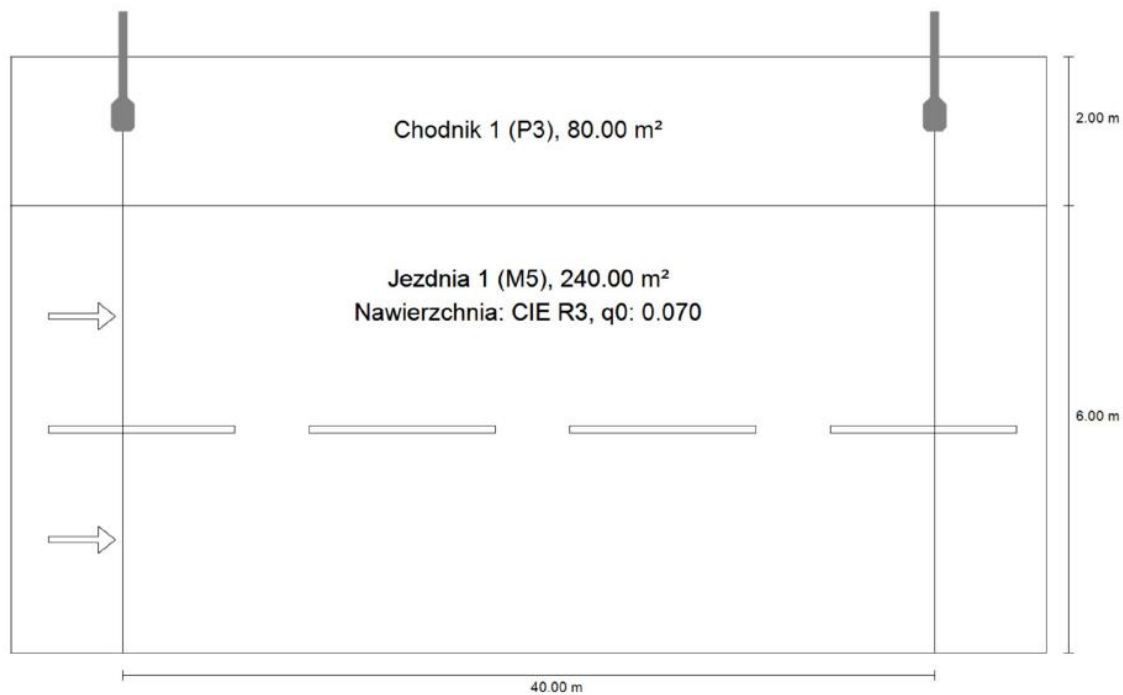 Chodnik 1 (P3), 80.00 m²
2.00 m
Jezdnia 1 (M5), 240.00 m²
Nawierzchnia: CIE R3, q0: 0.070
6.00 m
40.00 m